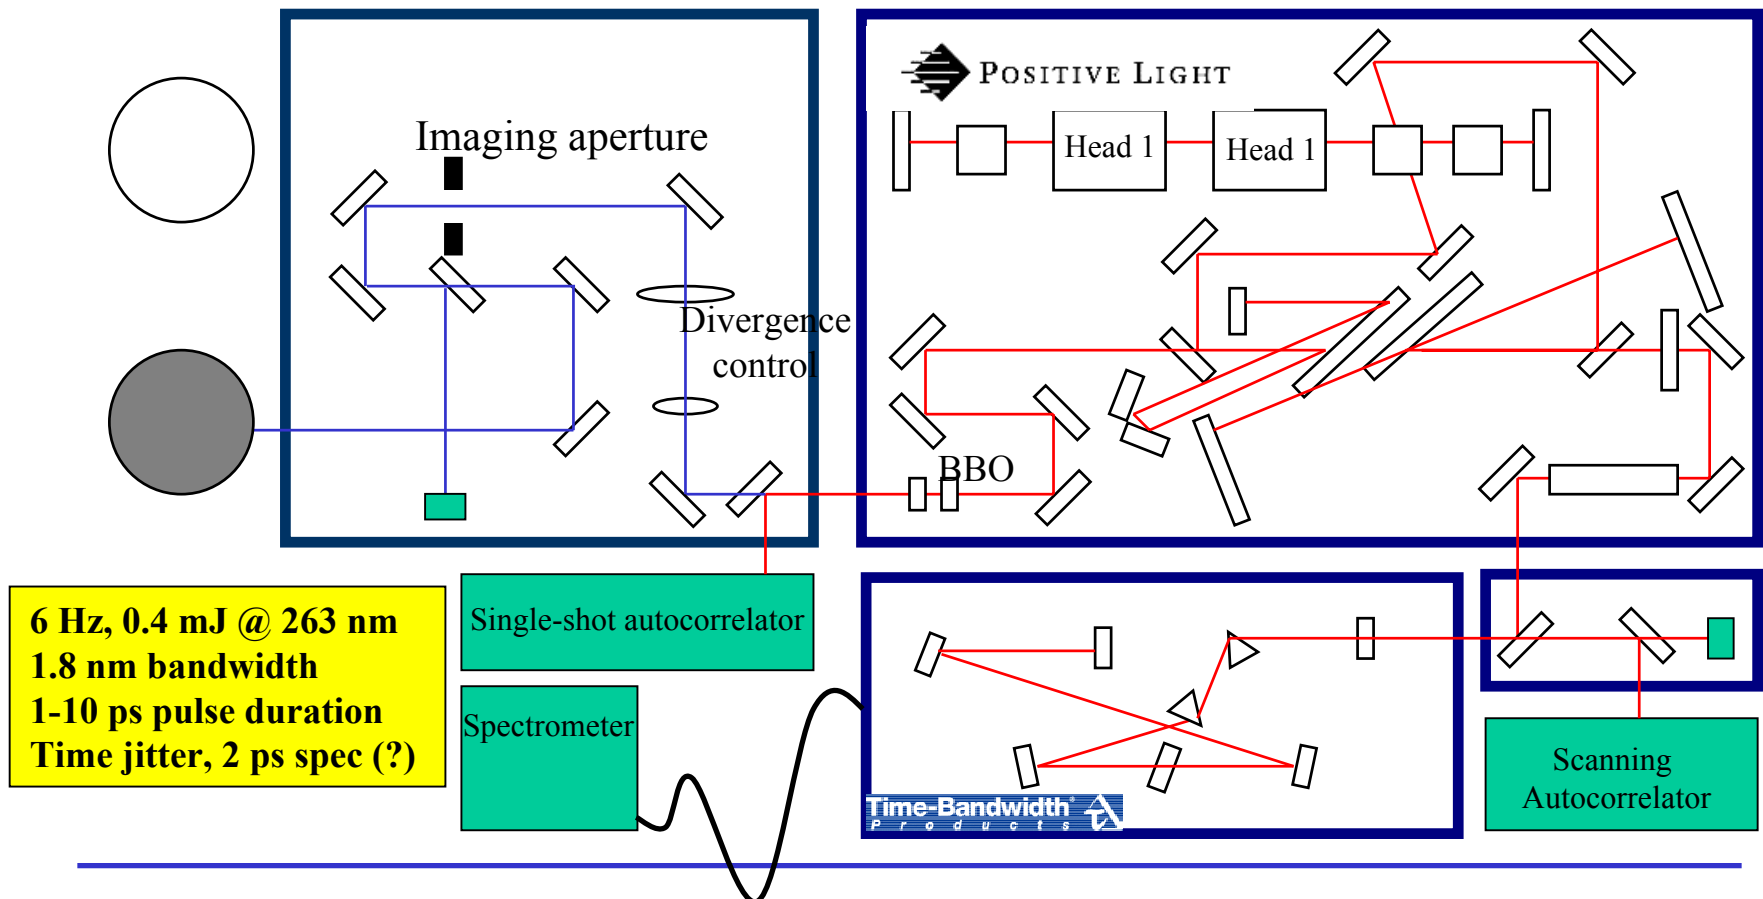 POSITIVE LIGHT
Imaging aperture
Head 1
Head 1
Divergence
control
BBO
6 Hz, 0.4 mJ @ 263 nm
1.8 nm bandwidth
1-10 ps pulse duration
Time jitter, 2 ps spec (?)
Single-shot autocorrelator
Spectrometer
Time-Bandwidth®
Products
Scanning
Autocorrelator